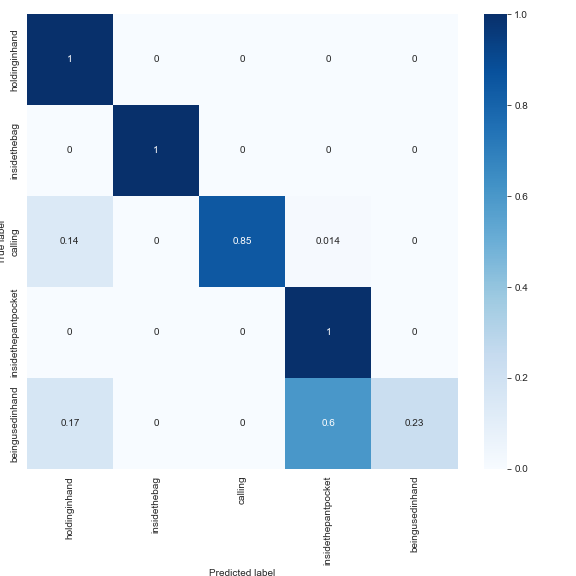 holdinginhand
1 0 0 0 0
insidethebag
0 1 0 0 0
True label
calling
0.14 0 0.85 0.014 0
insidethepantpocket
0 0 0 1 0
beingusedinhand
0.17 0 0 0.6 0.23
holdinginhand
insidethebag
calling
insidethepantpocket
beingusedinhand
Predicted label
1.0
0.8
0.6
0.4
0.2
0.0